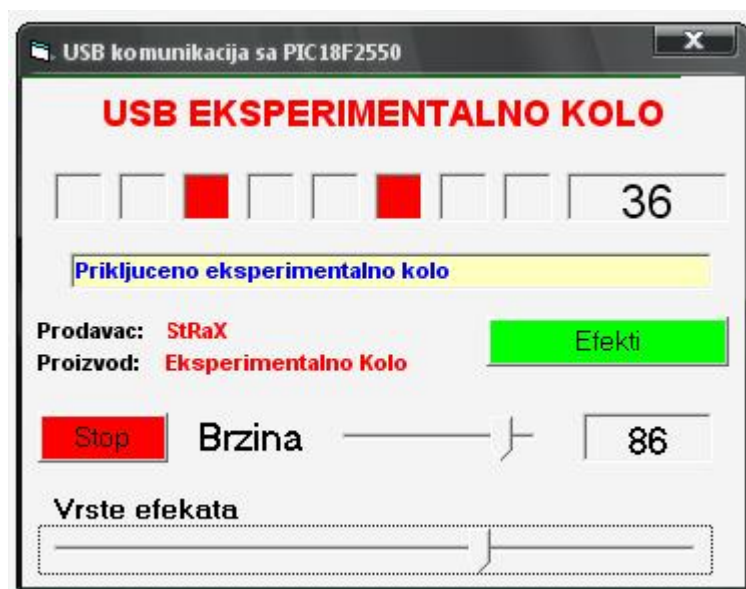 USB komunikacija sa PIC18F2550
USB EKSPERIMENTALNO KOLO
36
Prikljuceno eksperimentalno kolo
Prodavac: StRaX
Proizvod: Eksperimentalno Kolo
Efekti
Stop Brzina 86
Vrste efekata